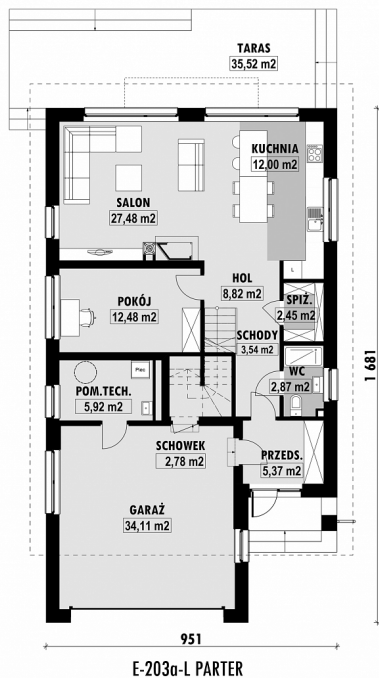 TARAS
35,52 m2
KUCHNIA
12,00 m2
SALON
27,48 m2
HOL
8,82 m2
L
POKÓJ
12,48 m2
SPIŻ.
2,45 m2
SCHODY
3,54 m2
Piec
WC
2,87 m2
POM.TECH.
5,92 m2
SCHOWEK
2,78 m2
PRZEDS.
5,37 m2
GARAŻ
34,11 m2
1 681
951
E-203a-L PARTER